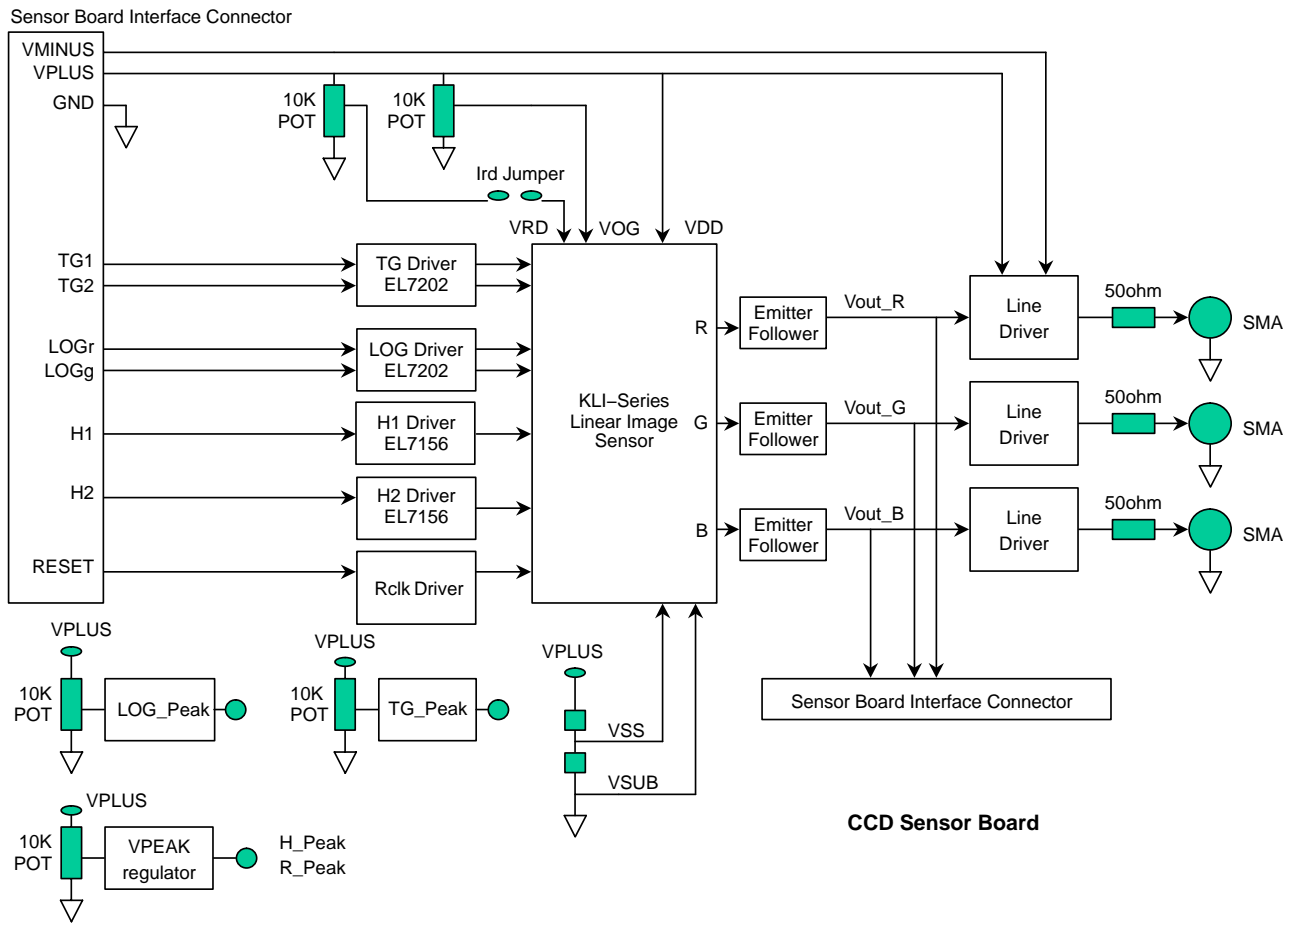 Sensor Board Interface Connector
VMINUS
VPLUS
GND
10K
POT
10K
POT
Ird Jumper
VRD
VOG
VDD
TG1
TG2
TG Driver
EL7202
LOGr
LOGg
LOG Driver
EL7202
H1
H1 Driver
EL7156
H2
H2 Driver
EL7156
RESET
Rclk Driver
KLI–Series
Linear Image
Sensor
R
G
B
Emitter
Follower
Vout_R
Line
Driver
50ohm
SMA
Emitter
Follower
Vout_G
Line
Driver
50ohm
SMA
Emitter
Follower
Vout_B
Line
Driver
50ohm
SMA
VPLUS
10K
POT
LOG_Peak
VPLUS
10K
POT
TG_Peak
VPLUS
VSS
VSUB
Sensor Board Interface Connector
VPLUS
10K
POT
VPEAK
regulator
H_Peak
R_Peak
CCD Sensor Board